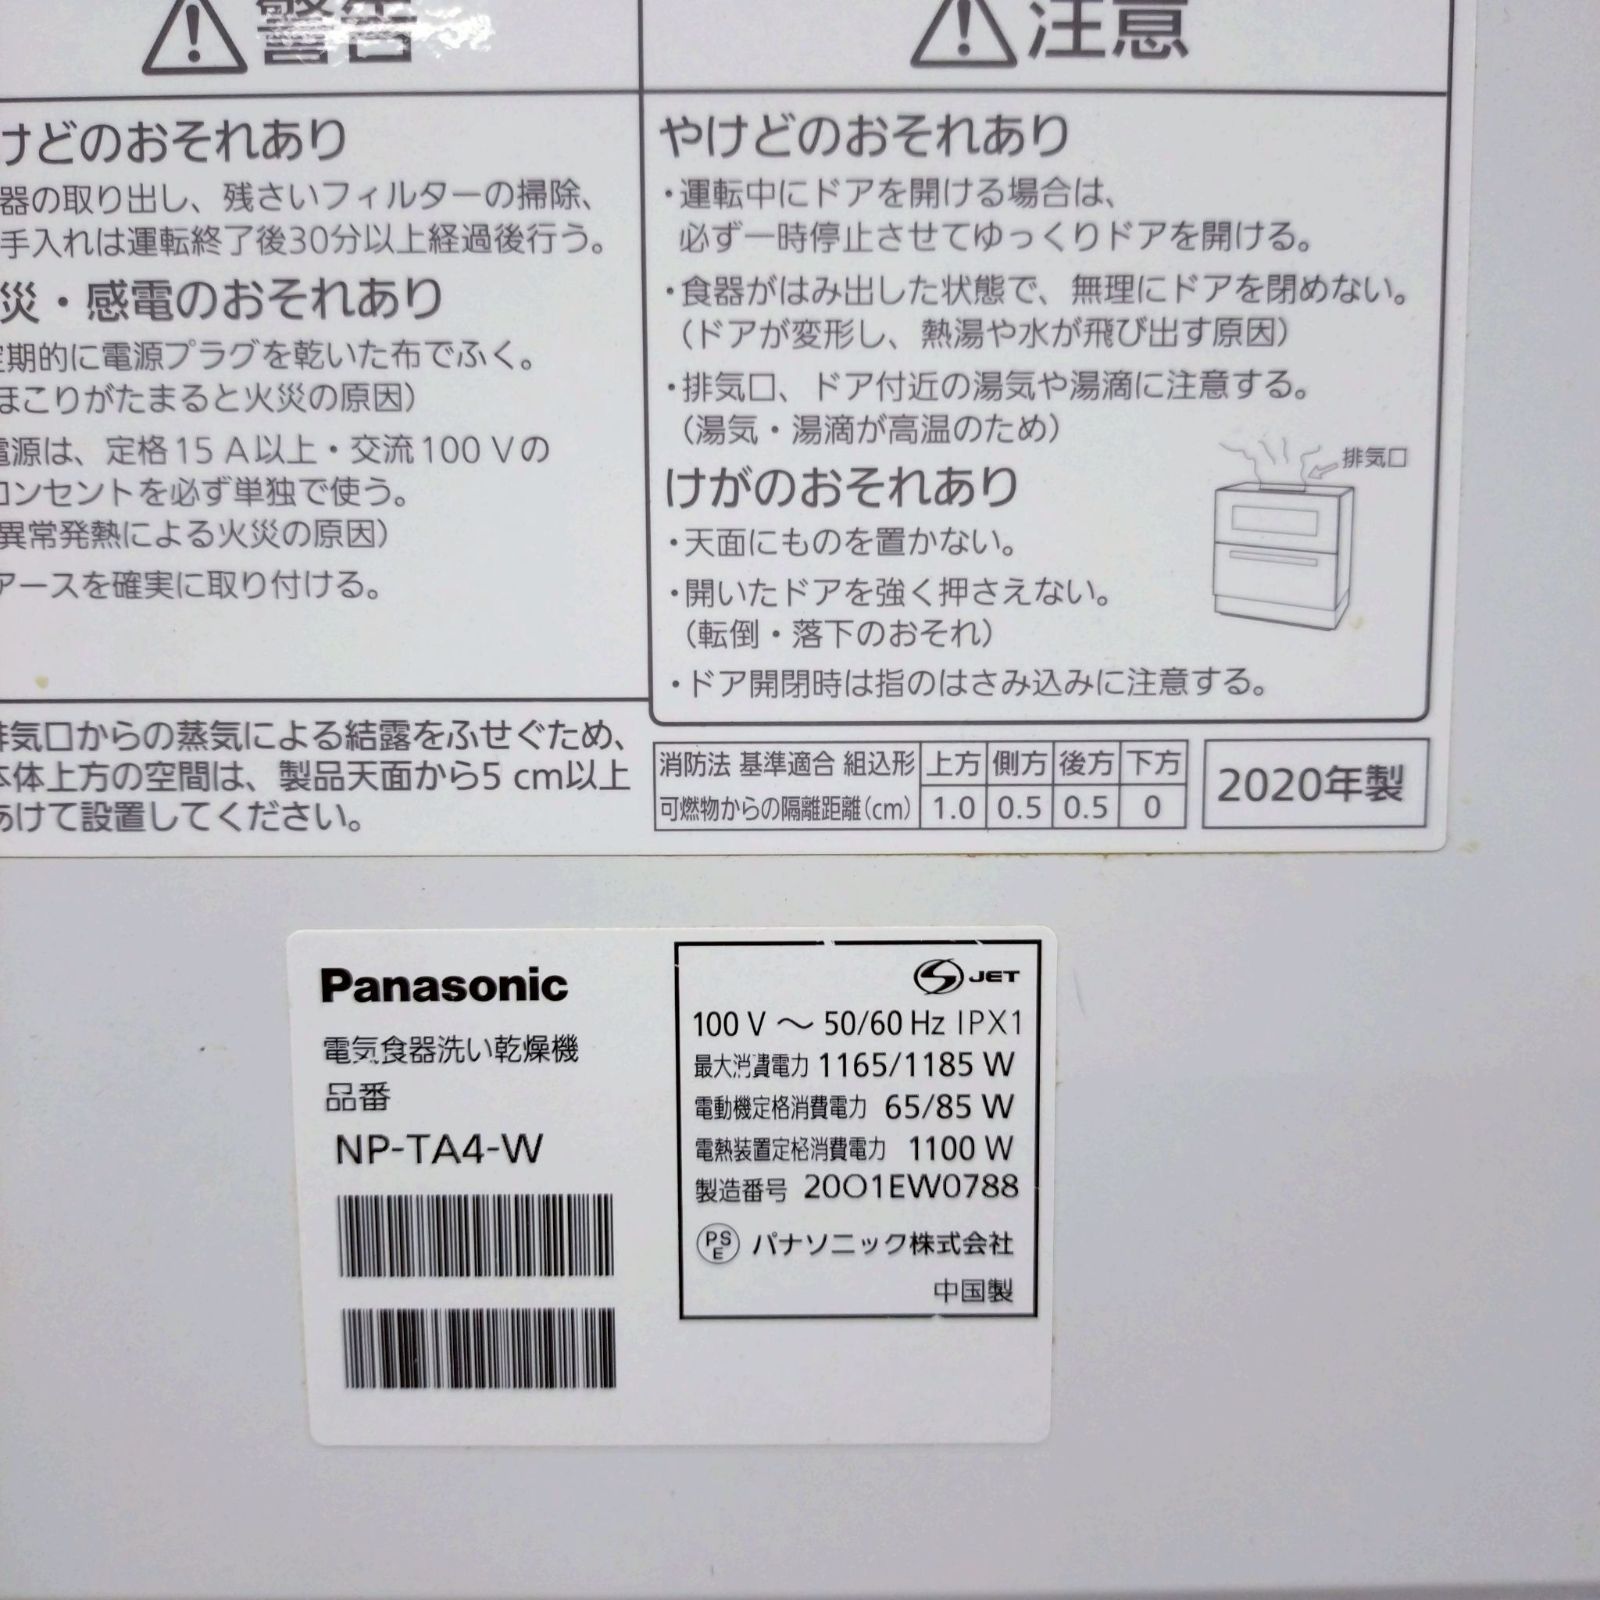 警告
けどのおそれあり
器の取り出し、残さいフィルターの掃除、
手入れは運転終了後30分以上経過後行う。
災・感電のおそれあり
定期的に電源プラグを乾いた布でふく。
ほこりがたまると火災の原因)
電源は、定格15 A以上・交流100 Vの
コンセントを必ず単独で使う。
異常発熱による火災の原因)
アースを確実に取り付ける。
排気口からの蒸気による結露をふせぐため、
本体上方の空間は、製品天面から5 cm以上
あけて設置してください。
注意
やけどのおそれあり
・運転中にドアを開ける場合は、
必ず一時停止させてゆっくりドアを開ける。
・食器がはみ出した状態で、無理にドアを閉めない。
(ドアが変形し、熱湯や水が飛び出す原因)
・排気口、ドア付近の湯気や湯滴に注意する。
(湯気・湯滴が高温のため)
排気口
けがのおそれあり
・天面にものを置かない。
・開いたドアを強く押さえない。
(転倒・落下のおそれ)
・ドア開閉時は指のはさみ込みに注意する。
消防法 基準適合 組込形 上方 側方 後方 下方
可燃物からの隔離距離(cm) 1.0 0.5 0.5 0
2020年製
Panasonic
電気食器洗い乾燥機
品番
NP-TA4-W
S JET
100 V ～ 50/60 Hz IPX1
最大消費電力 1165/1185 W
電動機定格消費電力 65/85 W
電熱装置定格消費電力 1100 W
製造番号 2001EW0788
PSE パナソニック株式会社
中国製